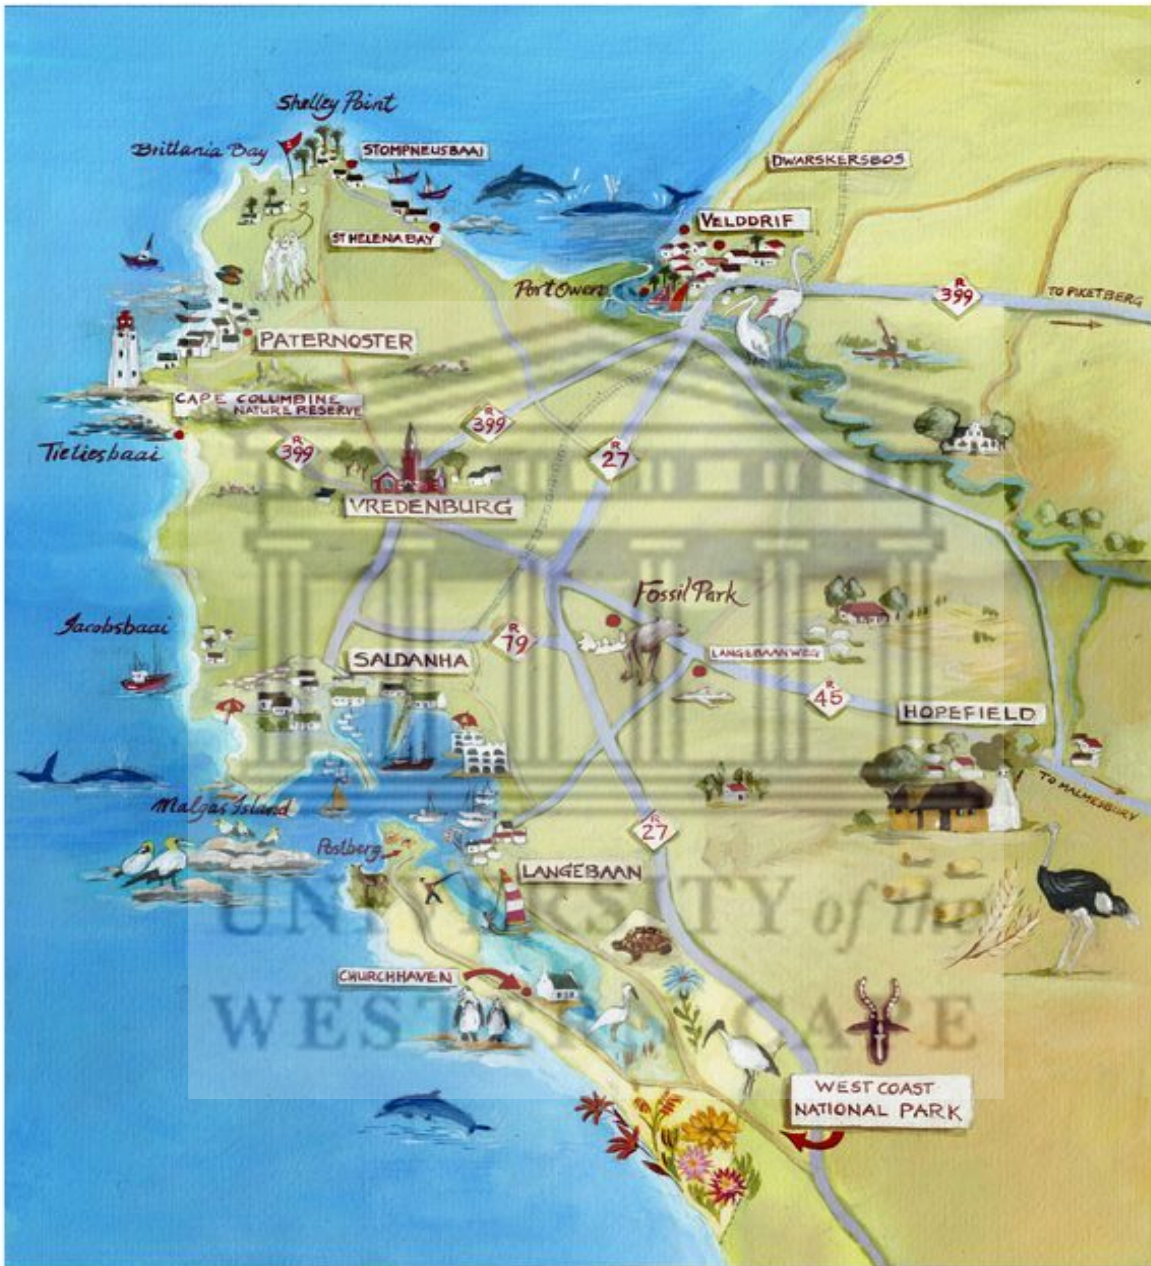 Shelley Point
Brittania Bay
STOMPNEUSBAAI
DWARSKERSBOS
VELDDRIF
ST HELENA BAY
Port Owen
R
399
TO PIKETBERG
PATERNOSTER
CAPE COLUMBINE
NATURE RESERVE
R
399
Tietiesbaai
R
399
R
27
VREDENBURG
Fossil Park
Jacobsbaai
R
79
LANGEBAANWEG
SALDANHA
R
45
HOPEFIELD
TO MALMESBURY
Malgas Island
R
27
Postberg
LANGEBAAN
UNIVERSITY of the
CHURCHHAVEN
WESTERN CAPE
WEST COAST
NATIONAL PARK